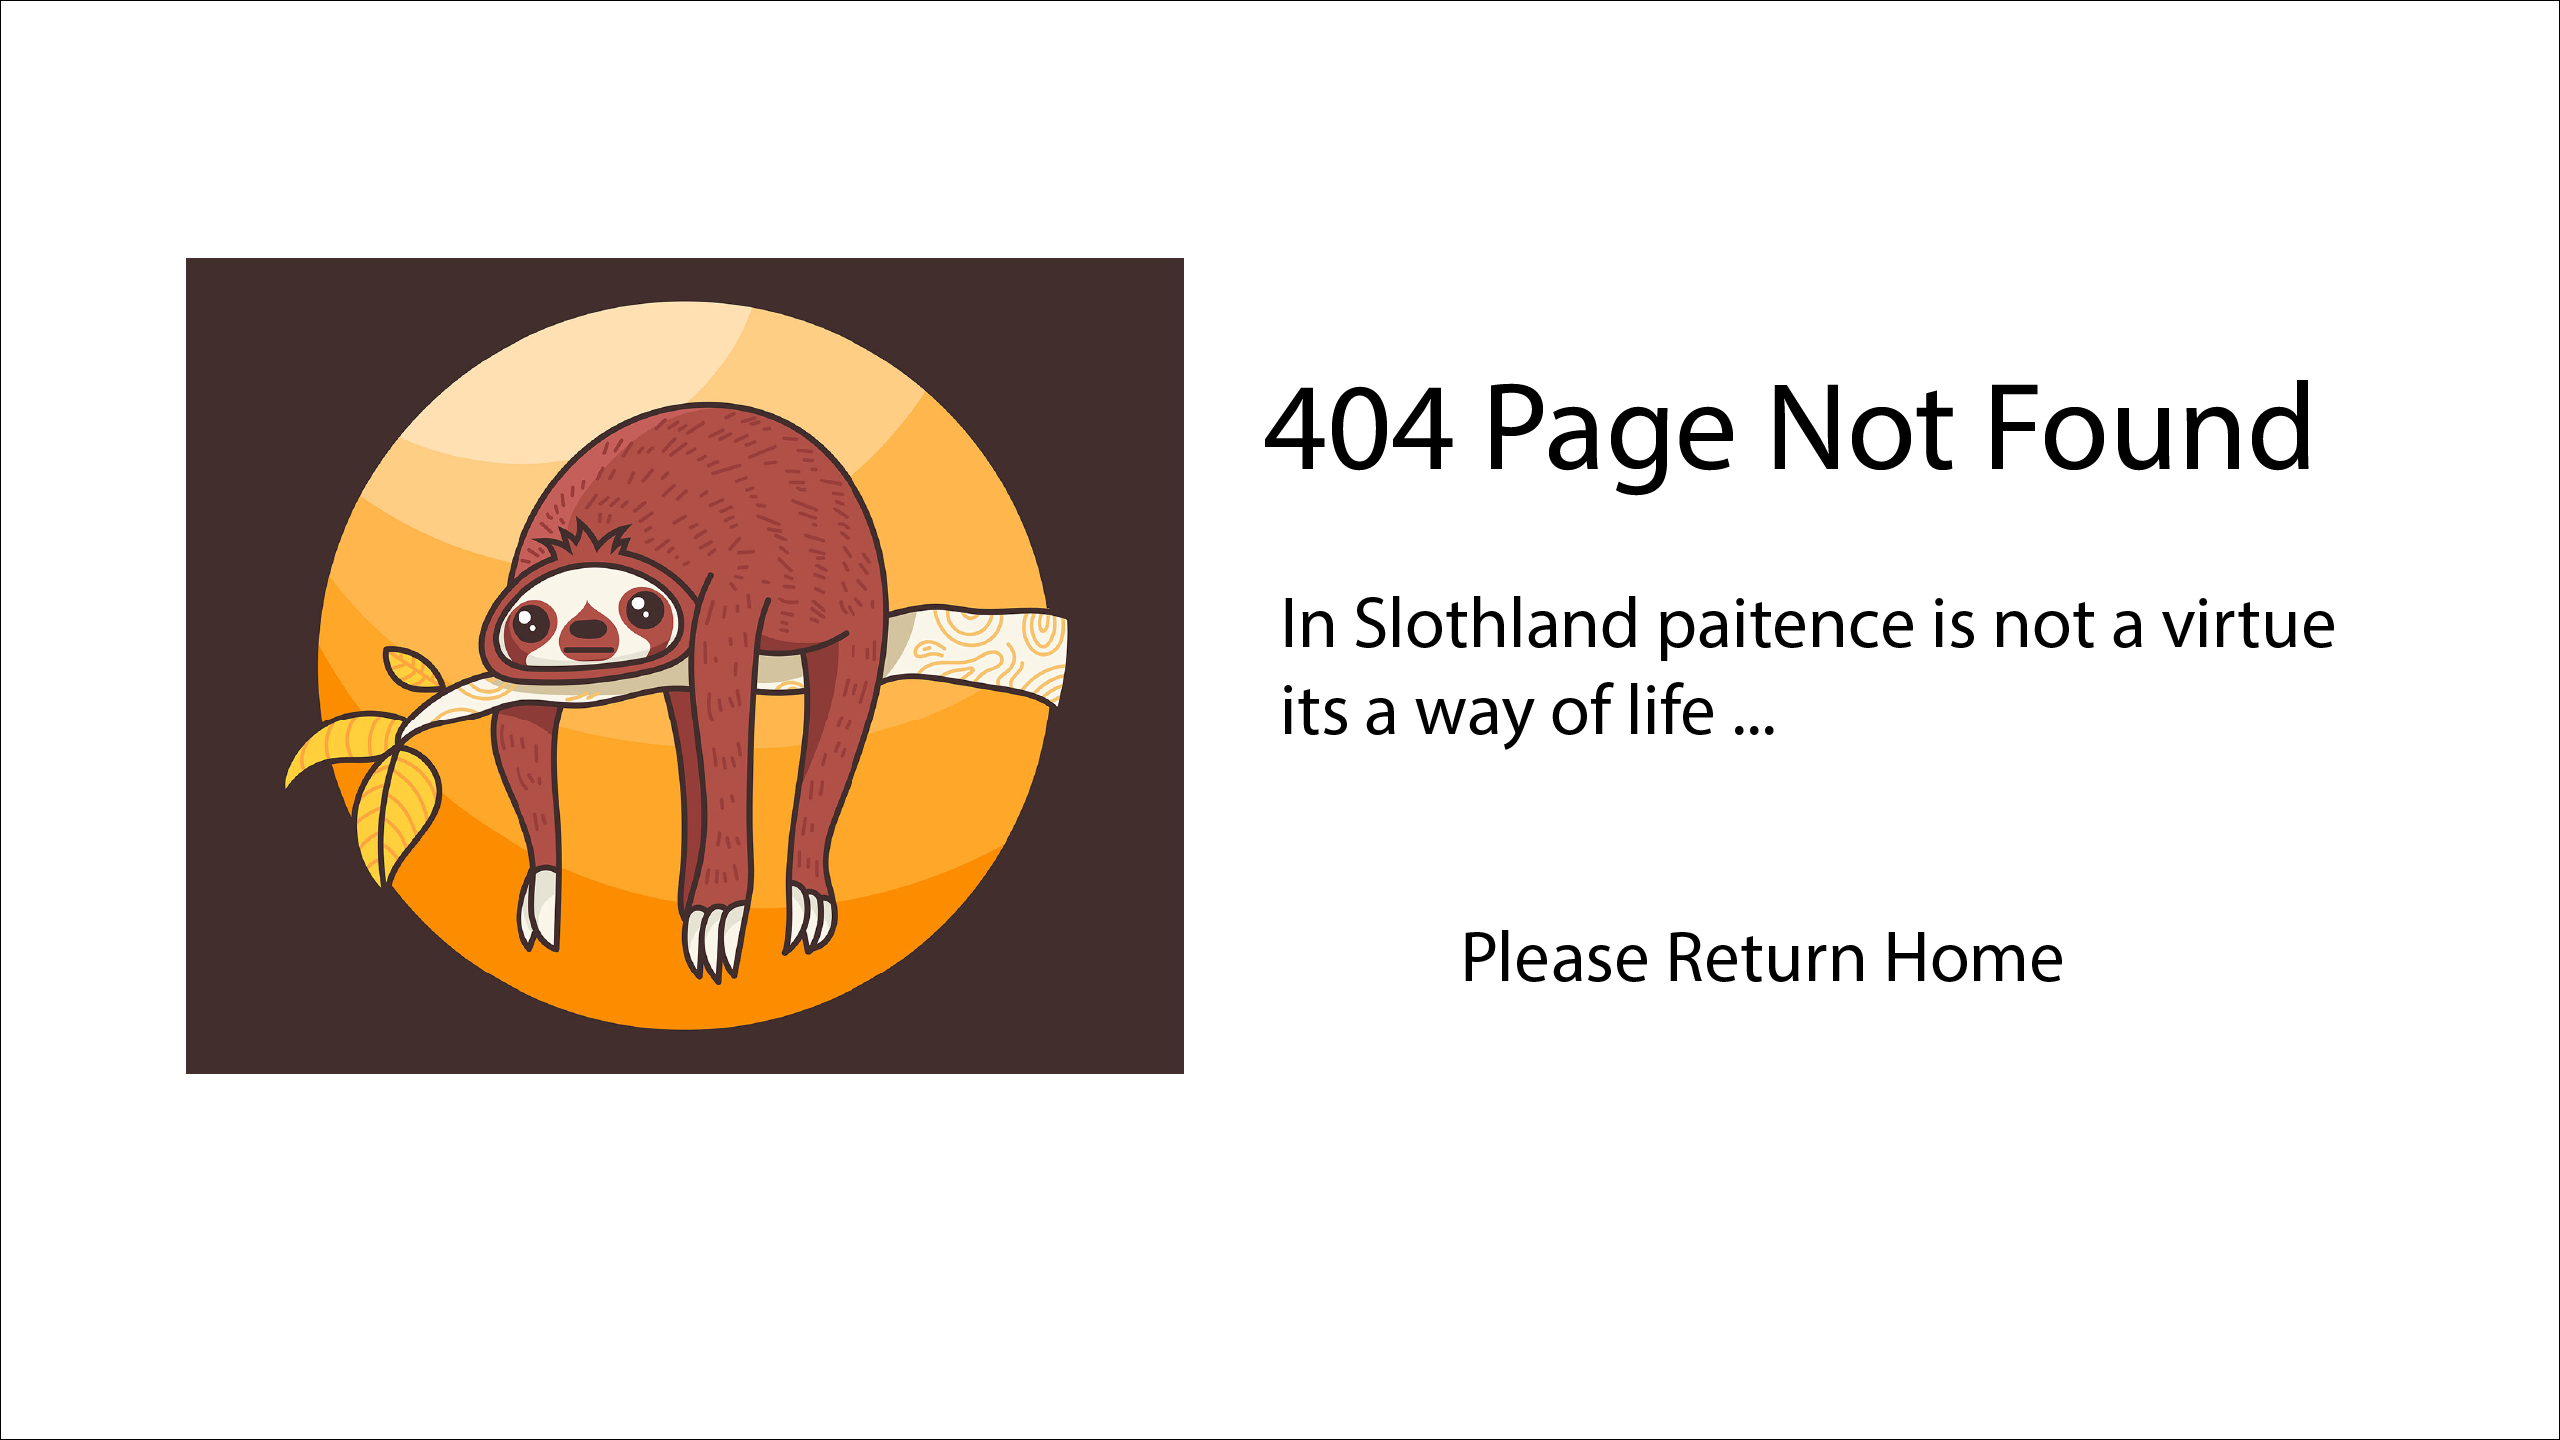 404 Page Not Found
In Slothland paitence is not a virtue
its a way of life ...
Please Return Home